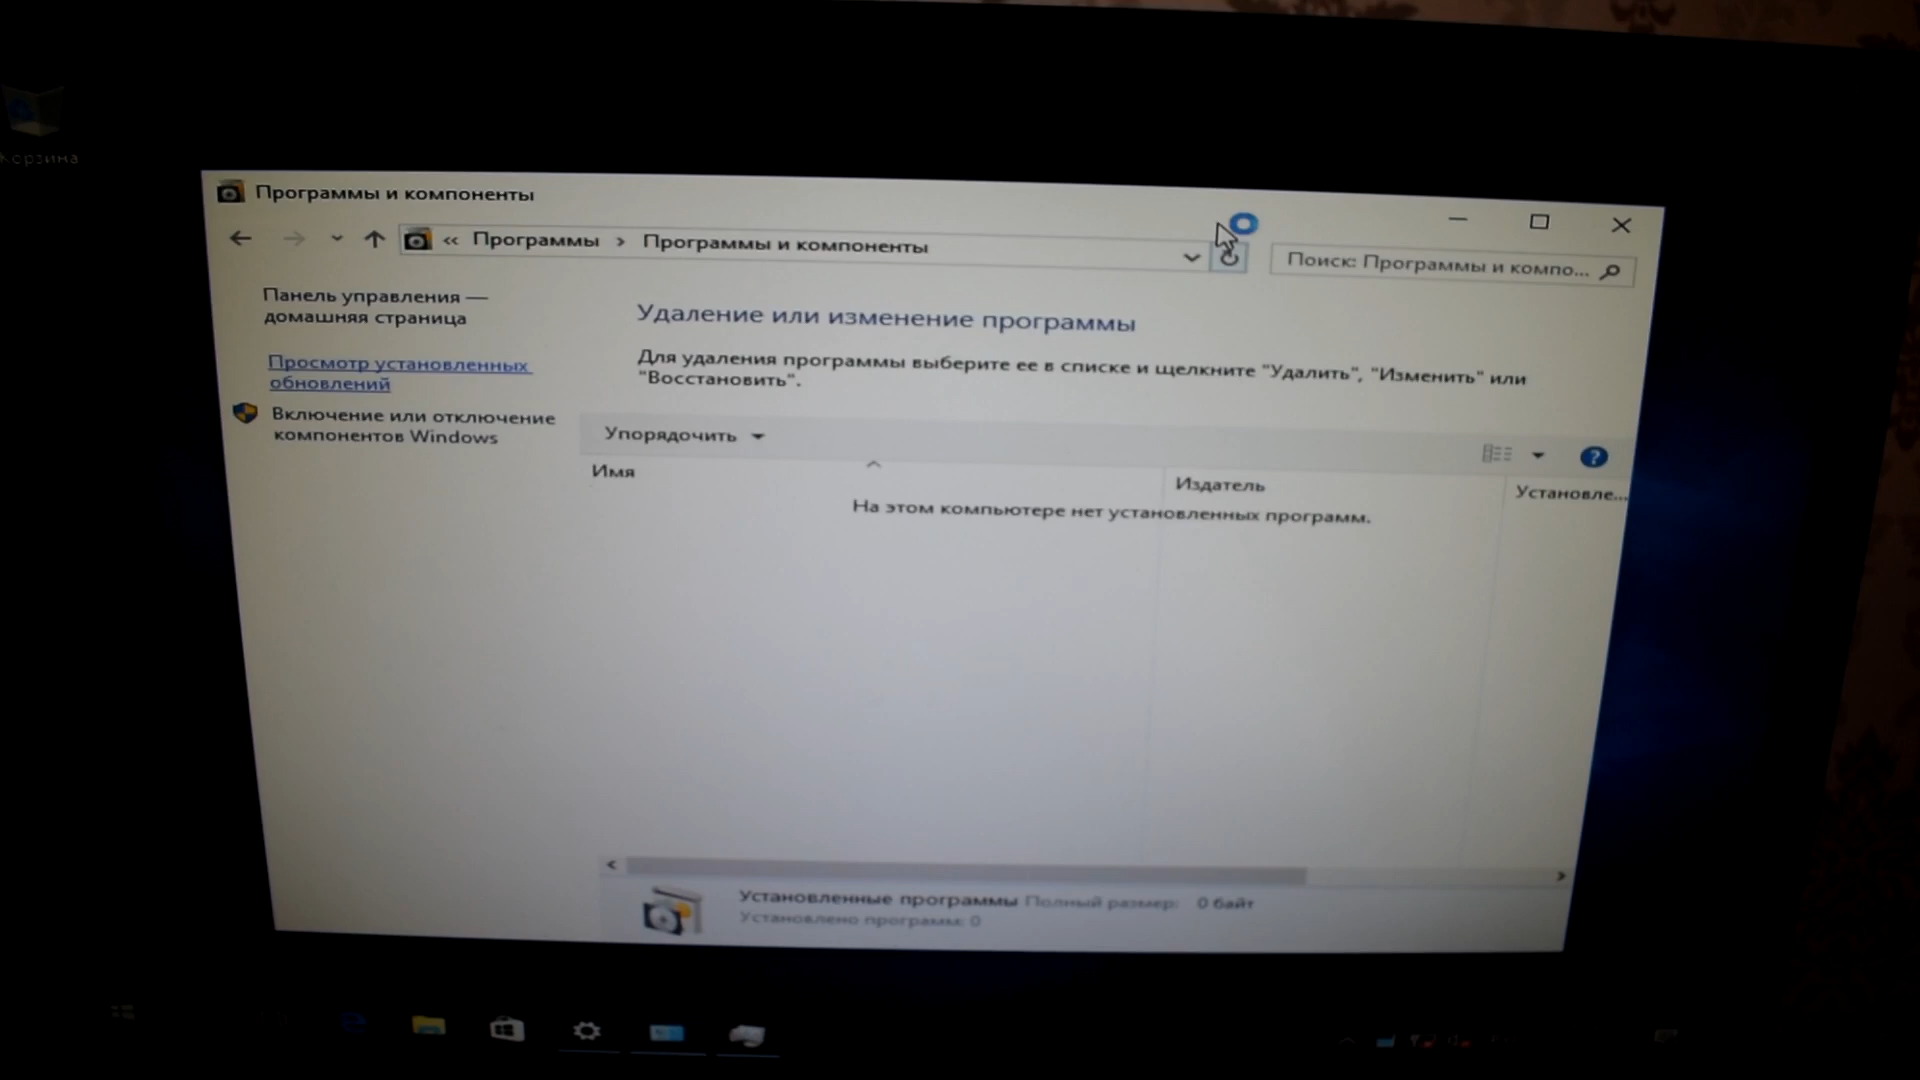 Корзина
Программы и компоненты
« Программы › Программы и компоненты
Поиск: Программы и компо...
Панель управления —
домашняя страница
Просмотр установленных
обновлений
Включение или отключение
компонентов Windows
Удаление или изменение программы
Для удаления программы выберите ее в списке и щелкните "Удалить", "Изменить" или
"Восстановить".
Упорядочить
?
Имя
Издатель
Установле...
На этом компьютере нет установленных программ.
Установленные программы Полный размер: 0 байт
Установлено программ: 0